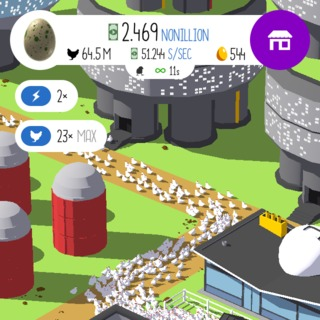 2.469 NONILLION
64.5 M 51.244 S/SEC 544
∞ 11s
2×
23× MAX